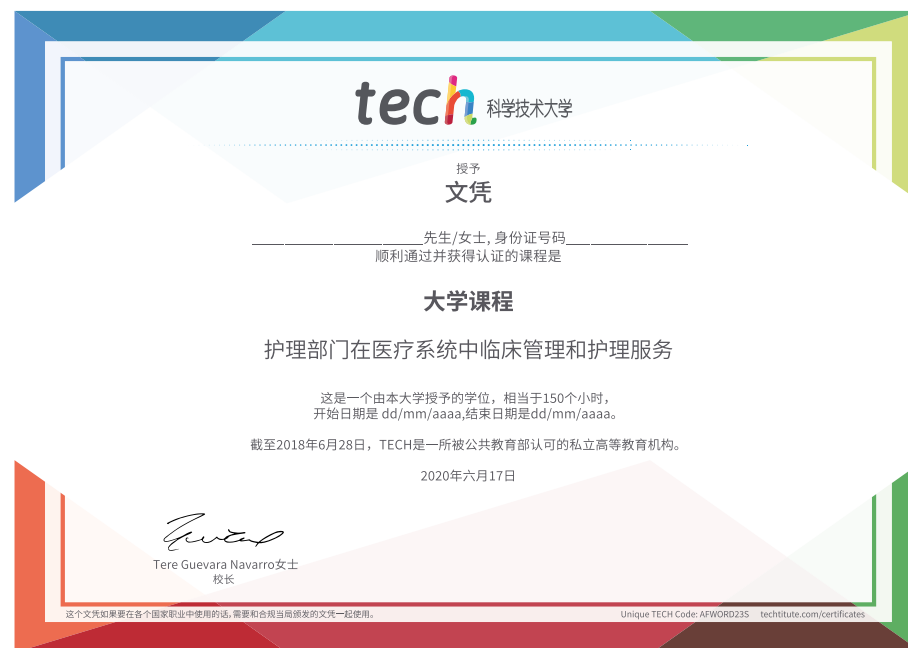 tech 科学技术大学
授予
文凭
先生/女士, 身份证号码
顺利通过并获得认证的课程是
大学课程
护理部门在医疗系统中临床管理和护理服务
这是一个由本大学授予的学位，相当于150个小时，
开始日期是 dd/mm/aaaa,结束日期是dd/mm/aaaa。
截至2018年6月28日，TECH是一所被公共教育部认可的私立高等教育机构。
2020年六月17日
Tere Guevara Navarro女士
校长
这个文凭如果要在各个国家职业中使用的话, 需要和合规当局颁发的文凭一起使用。
Unique TECH Code: AFWORD23S techtitute.com/certificates